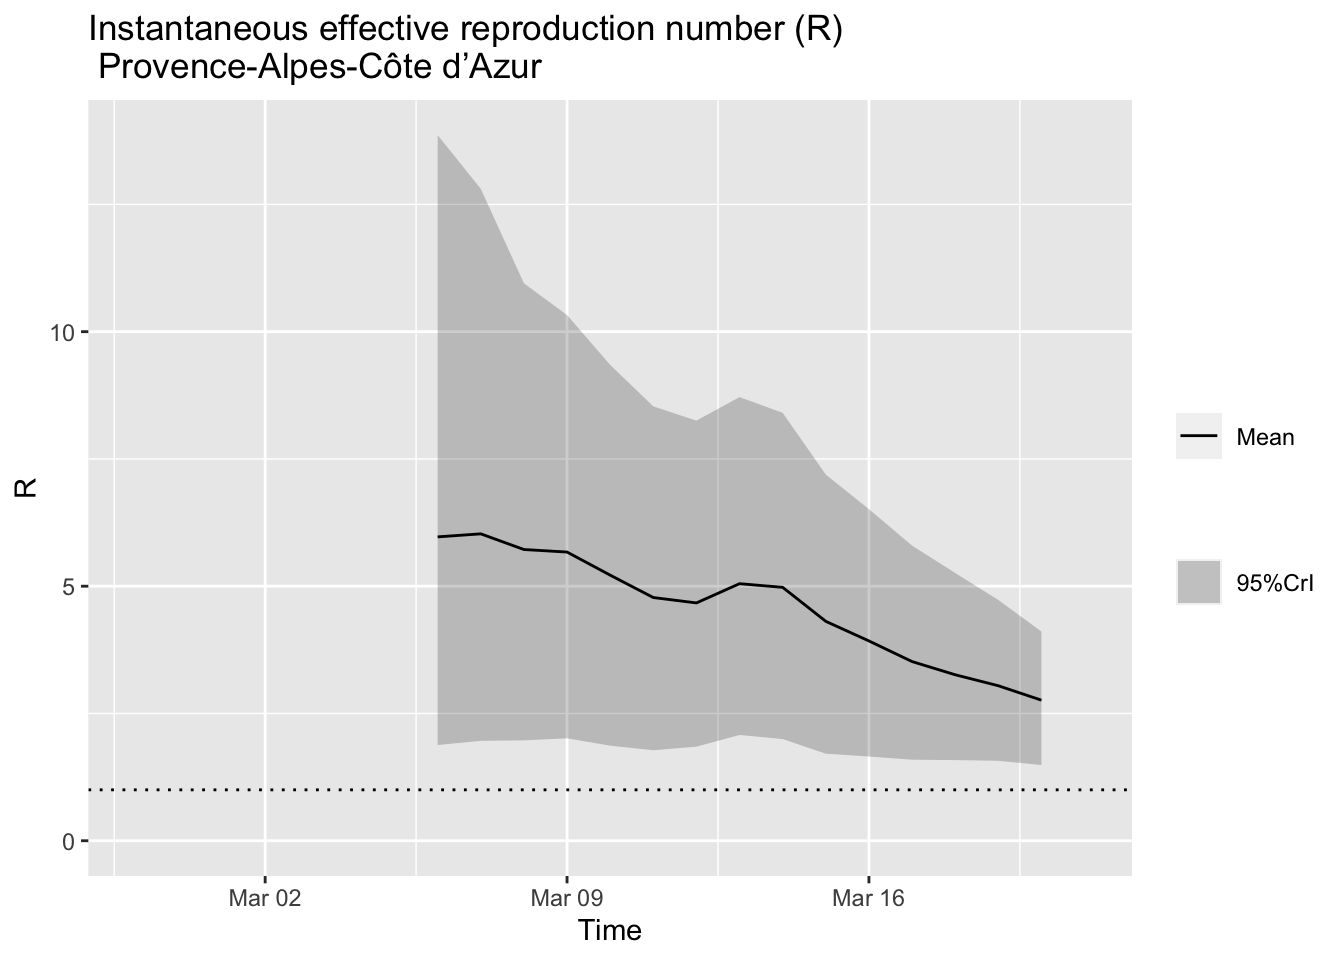 Instantaneous effective reproduction number (R)
Provence-Alpes-Côte d’Azur
R
10
5
0
Mar 02
Mar 09
Mar 16
Time
Mean
95%CrI